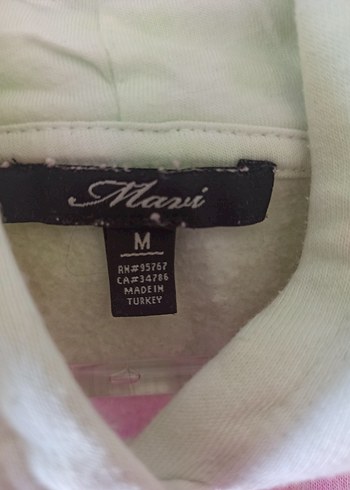 Mavi
M
RN#95767
CA#34786
MADE IN
TURKEY